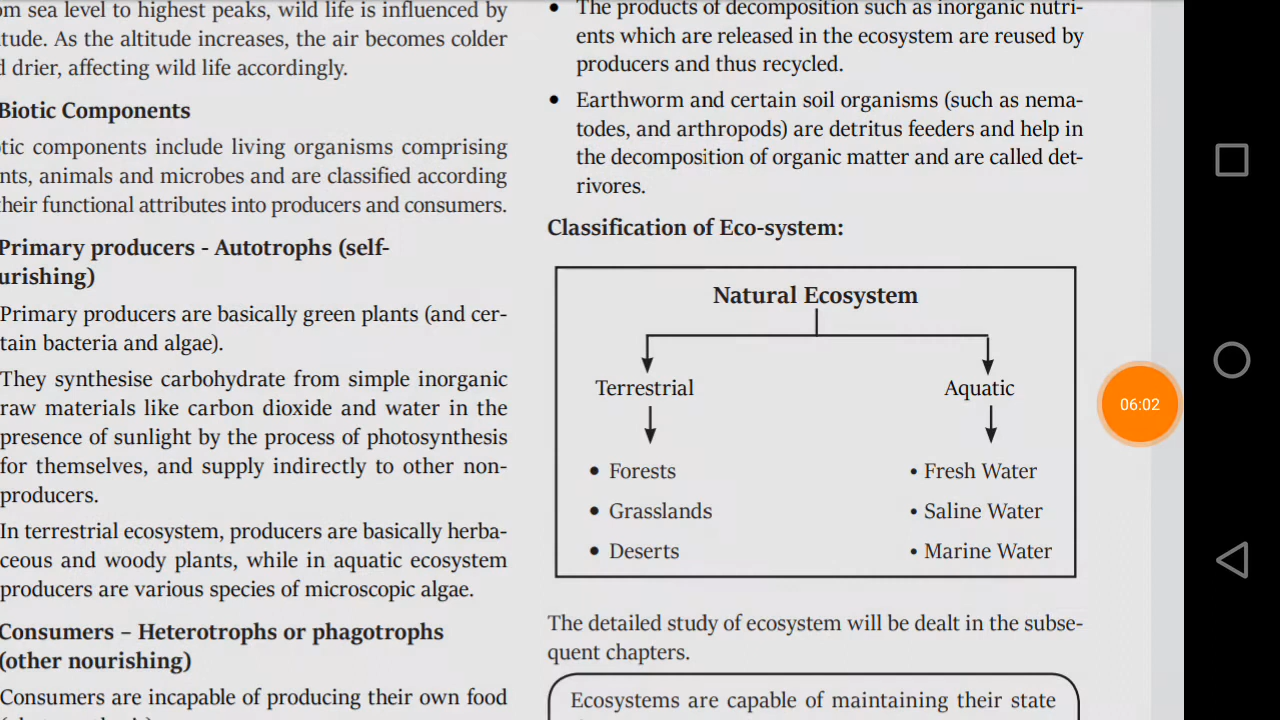 om sea level to highest peaks, wild life is influenced by
itude. As the altitude increases, the air becomes colder
d drier, affecting wild life accordingly.
Biotic Components
otic components include living organisms comprising
nts, animals and microbes and are classified according
their functional attributes into producers and consumers.
Primary producers - Autotrophs (self-
urishing)
Primary producers are basically green plants (and cer-
tain bacteria and algae).
They synthesise carbohydrate from simple inorganic
raw materials like carbon dioxide and water in the
presence of sunlight by the process of photosynthesis
for themselves, and supply indirectly to other non-
producers.
In terrestrial ecosystem, producers are basically herba-
ceous and woody plants, while in aquatic ecosystem
producers are various species of microscopic algae.
Consumers – Heterotrophs or phagotrophs
(other nourishing)
Consumers are incapable of producing their own food
• The products of decomposition such as inorganic nutri-
ents which are released in the ecosystem are reused by
producers and thus recycled.
• Earthworm and certain soil organisms (such as nema-
todes, and arthropods) are detritus feeders and help in
the decomposition of organic matter and are called det-
rivores.
Classification of Eco-system:
Natural Ecosystem
Terrestrial
• Forests
• Grasslands
• Deserts
Aquatic
• Fresh Water
• Saline Water
• Marine Water
The detailed study of ecosystem will be dealt in the subse-
quent chapters.
Ecosystems are capable of maintaining their state
06:02